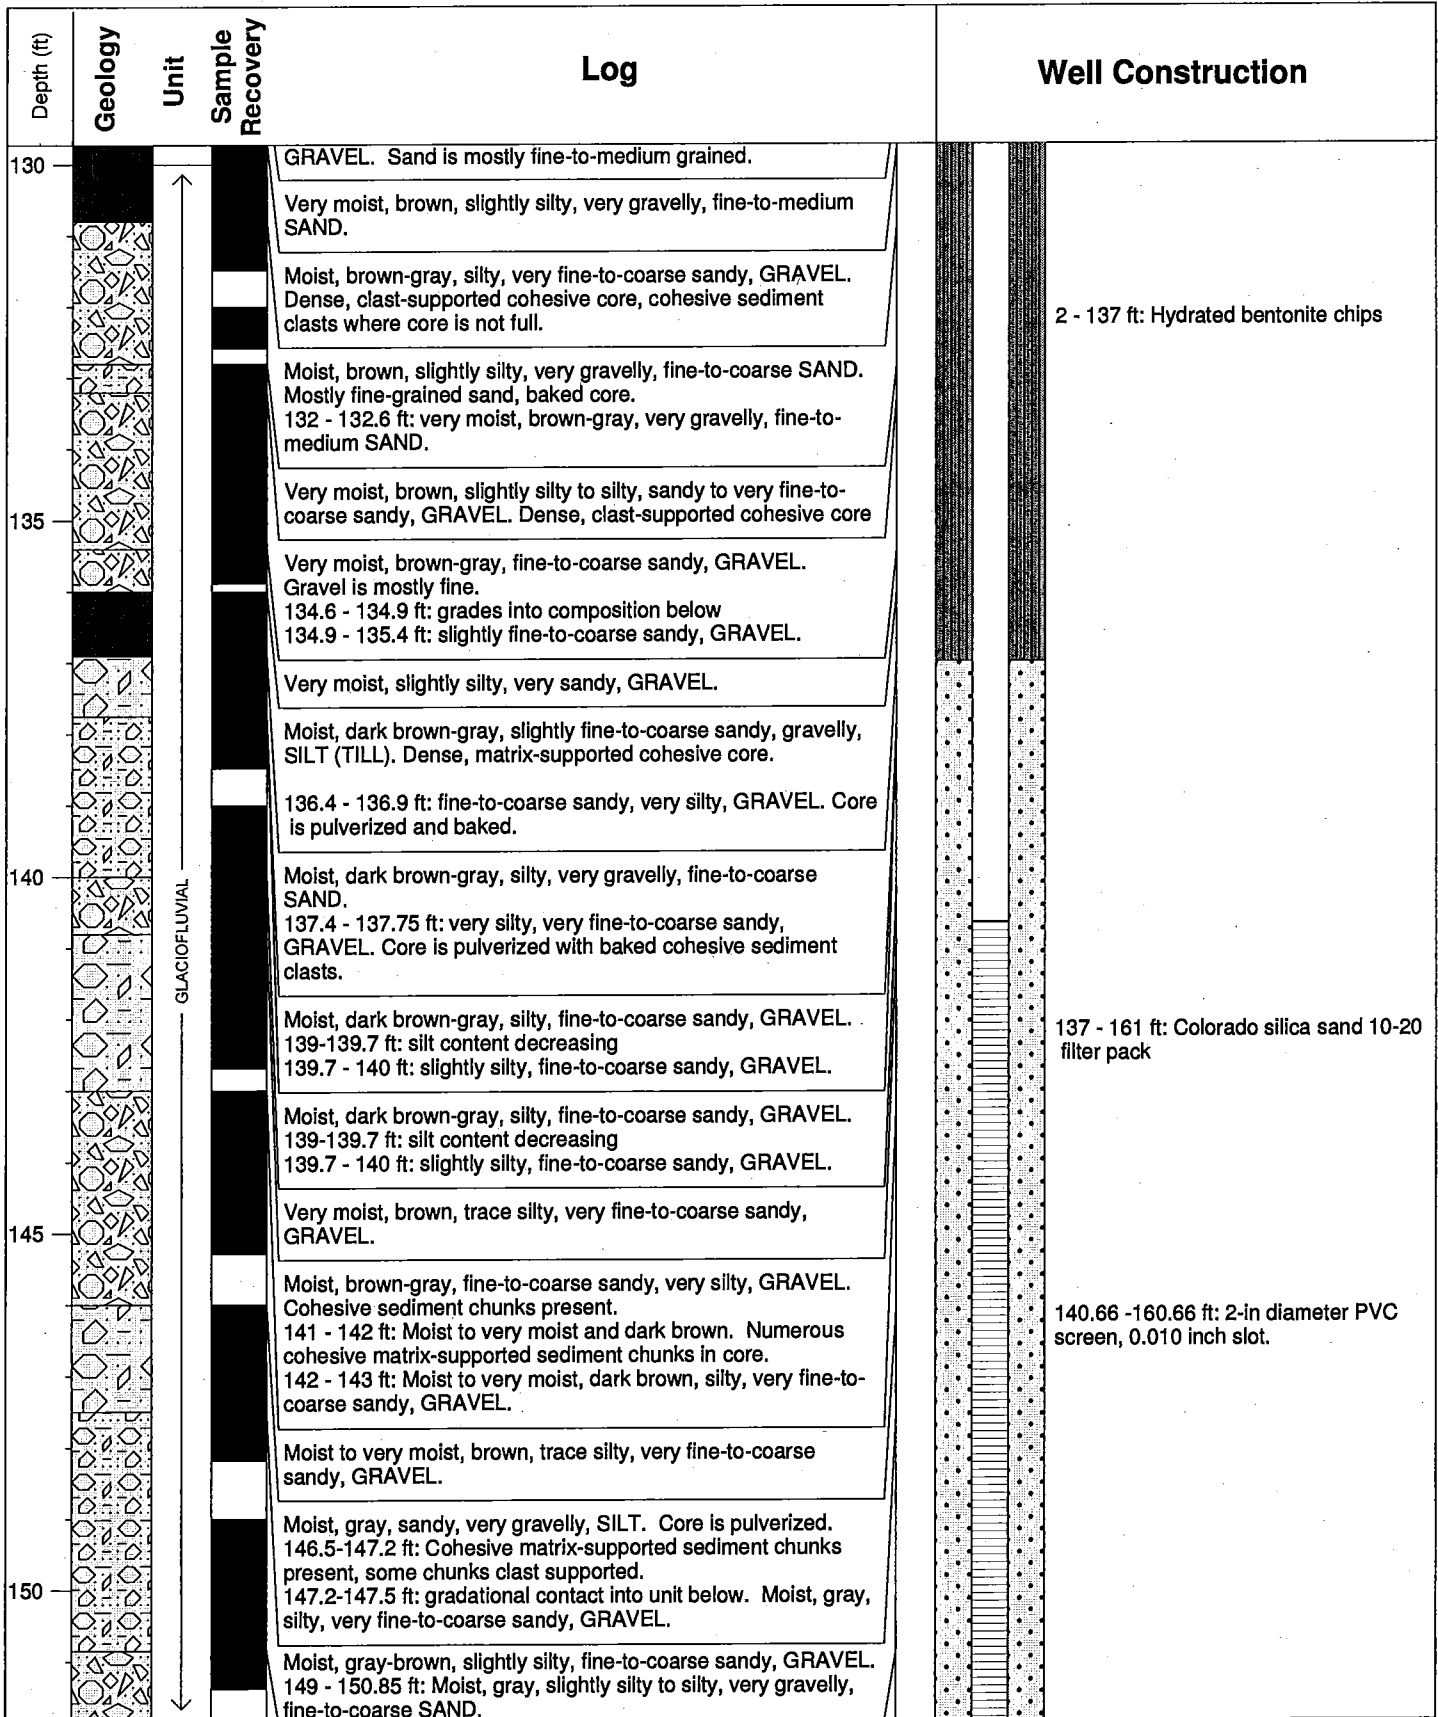 Depth (ft)
Geology
Unit
Sample
Recovery
Log
Well Construction
130
135
140
145
150
GLACIOFLUVIAL
GRAVEL. Sand is mostly fine-to-medium grained.
Very moist, brown, slightly silty, very gravelly, fine-to-medium
SAND.
Moist, brown-gray, silty, very fine-to-coarse sandy, GRAVEL.
Dense, clast-supported cohesive core, cohesive sediment
clasts where core is not full.
Moist, brown, slightly silty, very gravelly, fine-to-coarse SAND.
Mostly fine-grained sand, baked core.
132 - 132.6 ft: very moist, brown-gray, very gravelly, fine-to-
medium SAND.
Very moist, brown, slightly silty to silty, sandy to very fine-to-
coarse sandy, GRAVEL. Dense, clast-supported cohesive core
Very moist, brown-gray, fine-to-coarse sandy, GRAVEL.
Gravel is mostly fine.
134.6 - 134.9 ft: grades into composition below
134.9 - 135.4 ft: slightly fine-to-coarse sandy, GRAVEL.
Very moist, slightly silty, very sandy, GRAVEL.
Moist, dark brown-gray, slightly fine-to-coarse sandy, gravelly,
SILT (TILL). Dense, matrix-supported cohesive core.
136.4 - 136.9 ft: fine-to-coarse sandy, very silty, GRAVEL. Core
is pulverized and baked.
Moist, dark brown-gray, silty, very gravelly, fine-to-coarse
SAND.
137.4 - 137.75 ft: very silty, very fine-to-coarse sandy,
GRAVEL. Core is pulverized with baked cohesive sediment
clasts.
Moist, dark brown-gray, silty, fine-to-coarse sandy, GRAVEL.
139-139.7 ft: silt content decreasing
139.7 - 140 ft: slightly silty, fine-to-coarse sandy, GRAVEL.
Moist, dark brown-gray, silty, fine-to-coarse sandy, GRAVEL.
139-139.7 ft: silt content decreasing
139.7 - 140 ft: slightly silty, fine-to-coarse sandy, GRAVEL.
Very moist, brown, trace silty, very fine-to-coarse sandy,
GRAVEL.
Moist, brown-gray, fine-to-coarse sandy, very silty, GRAVEL.
Cohesive sediment chunks present.
141 - 142 ft: Moist to very moist and dark brown. Numerous
cohesive matrix-supported sediment chunks in core.
142 - 143 ft: Moist to very moist, dark brown, silty, very fine-to-
coarse sandy, GRAVEL.
Moist to very moist, brown, trace silty, very fine-to-coarse
sandy, GRAVEL.
Moist, gray, sandy, very gravelly, SILT. Core is pulverized.
146.5-147.2 ft: Cohesive matrix-supported sediment chunks
present, some chunks clast supported.
147.2-147.5 ft: gradational contact into unit below. Moist, gray,
silty, very fine-to-coarse sandy, GRAVEL.
Moist, gray-brown, slightly silty, fine-to-coarse sandy, GRAVEL.
149 - 150.85 ft: Moist, gray, slightly silty to silty, very gravelly,
fine-to-coarse SAND.
2 - 137 ft: Hydrated bentonite chips
137 - 161 ft: Colorado silica sand 10-20
filter pack
140.66 -160.66 ft: 2-in diameter PVC
screen, 0.010 inch slot.